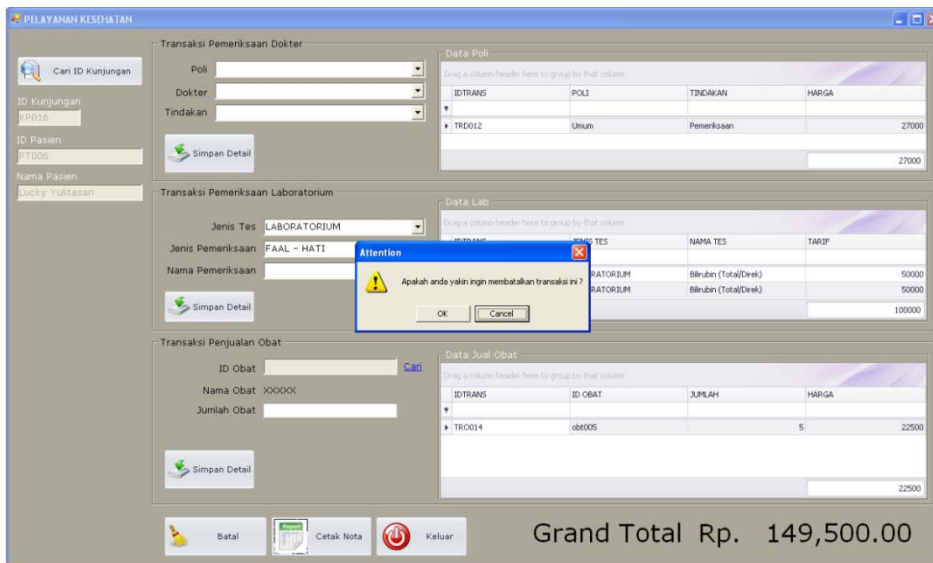 PELAYANAN KESEHATAN
Cari ID Kunjungan
ID Kunjungan
KP016
ID Pasien
PT006
Nama Pasien
Lucky Yulitasari
Transaksi Pemeriksaan Dokter
Poli
Dokter
Tindakan
Simpan Detail
Data Poli
Drag a column header here to group by that column
IDTRANS POLI TINDAKAN HARGA
TRD012 Umum Pemeriksaan 27000
27000
Transaksi Pemeriksaan Laboratorium
Jenis Tes LABORATORIUM
Jenis Pemeriksaan FAAL - HATI
Nama Pemeriksaan
Simpan Detail
Data Lab
Drag a column header here to group by that column
NAMA TES TARIF
RATORIUM Bilirubin (Total/Direk) 50000
RATORIUM Bilirubin (Total/Direk) 50000
100000
Attention
Apakah anda yakin ingin membatalkan transaksi ini ?
OK Cancel
Transaksi Penjualan Obat
ID Obat Cari
Nama Obat XXXXX
Jumlah Obat
Simpan Detail
Data Jual Obat
Drag a column header here to group by that column
IDTRANS ID OBAT JUMLAH HARGA
TRO014 obt005 5 22500
22500
Batal
Report
Cetak Nota
Keluar
Grand Total Rp. 149,500.00